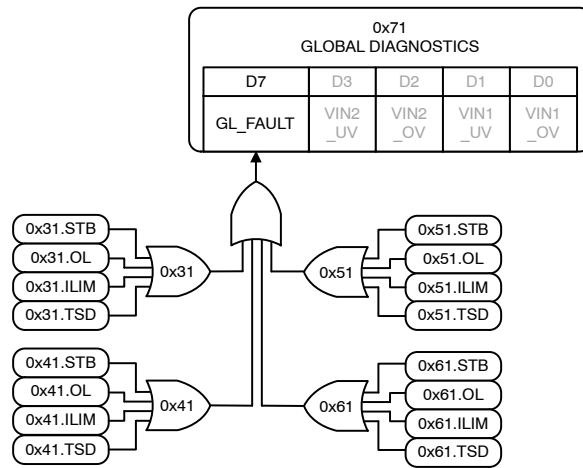 0x71
GLOBAL DIAGNOSTICS
D7 D3 D2 D1 D0
GL_FAULT VIN2 VIN2 VIN1 VIN1
_UV _OV _UV _OV
0x31.STB
0x31.OL
0x31.ILIM
0x31.TSD
0x31
0x51
0x51.STB
0x51.OL
0x51.ILIM
0x51.TSD
0x41.STB
0x41.OL
0x41.ILIM
0x41.TSD
0x41
0x61
0x61.STB
0x61.OL
0x61.ILIM
0x61.TSD